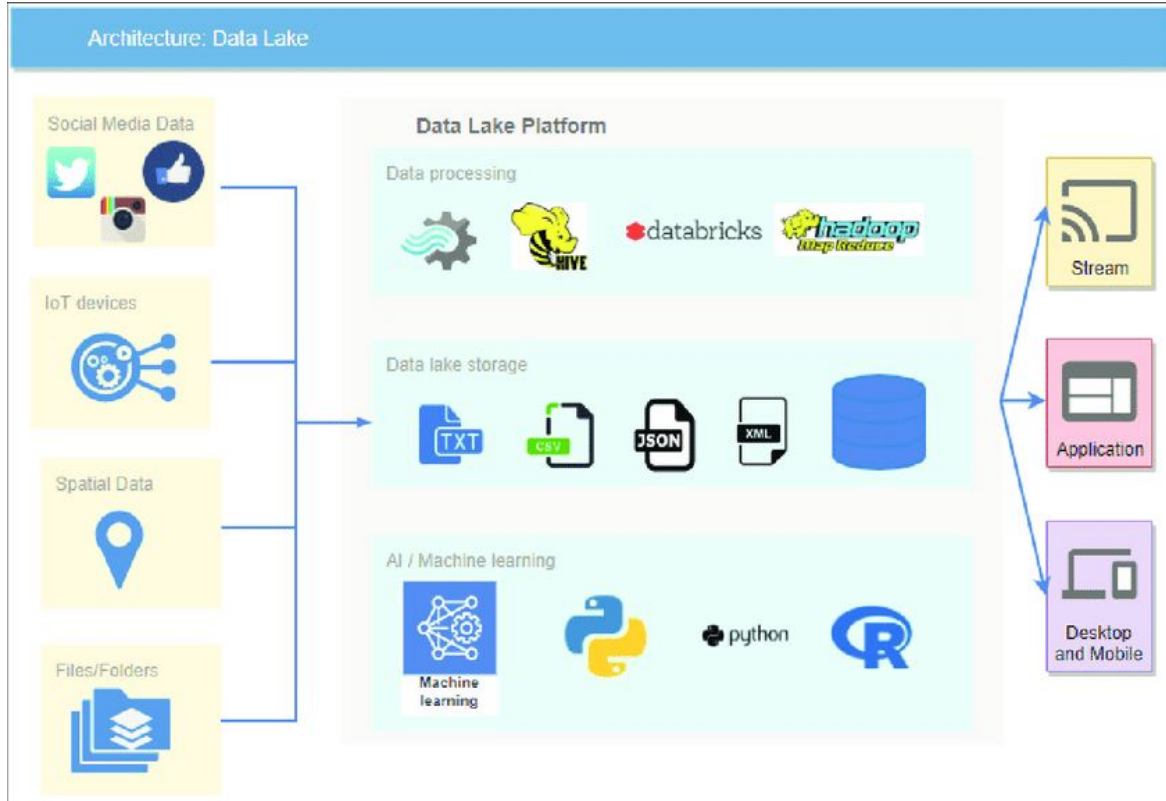 Architecture: Data Lake
Social Media Data
IoT devices
Spatial Data
Files/Folders
Data Lake Platform
Data processing
HIVE
databricks
hadoop
Map Reduce
Data lake storage
TXT
CSV
JSON
XML
AI / Machine learning
Machine
learning
python
R
Stream
Application
Desktop
and Mobile